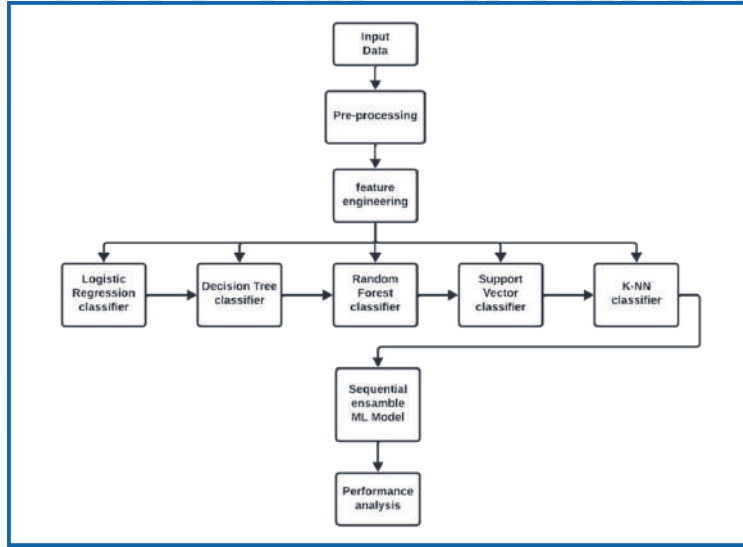 Input
Data
Pre-processing
feature
engineering
Logistic
Regression
classifier
Decision Tree
classifier
Random
Forest
classifier
Support
Vector
classifier
K-NN
classifier
Sequential
ensamble
ML Model
Performance
analysis